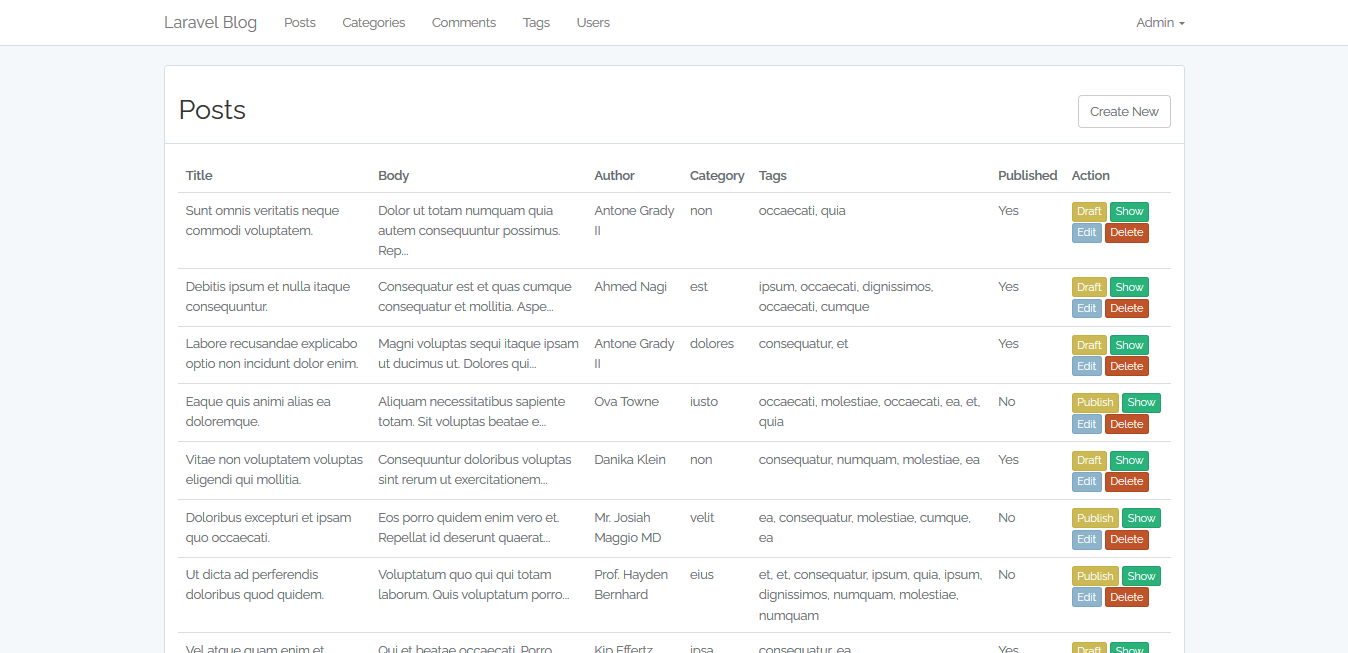 Laravel Blog Posts Categories Comments Tags Users Admin
Posts
Create New
Title Body Author Category Tags Published Action
Sunt omnis veritatis neque Dolor ut totam numquam quia Antone Grady non occaecati, quia Yes Draft Show
commodi voluptatem. autem consequuntur possimus. II Edit Delete
Rep...
Debitis ipsum et nulla itaque Consequatur est et quas cumque Ahmed Nagi est ipsum, occaecati, dignissimos, Yes Draft Show
consequuntur. consequatur et mollitia. Aspe... occaecati, cumque Edit Delete
Labore recusandae explicabo Magni voluptas sequi itaque ipsam Antone Grady dolores consequatur, et Yes Draft Show
optio non incidunt dolor enim. ut ducimus ut. Dolores qui... II Edit Delete
Eaque quis animi alias ea Aliquam necessitatibus sapiente Ova Towne iusto occaecati, molestiae, occaecati, ea, et, No Publish Show
doloremque. totam. Sit voluptas beatae e... quia Edit Delete
Vitae non voluptatem voluptas Consequuntur doloribus voluptas Danika Klein non consequatur, numquam, molestiae, ea Yes Draft Show
eligendi qui mollitia. sint rerum ut exercitationem... Edit Delete
Doloribus excepturi et ipsam Eos porro quidem enim vero et. Mr. Josiah velit ea, consequatur, molestiae, cumque, No Publish Show
quo occaecati. Repellat id deserunt quaerat... Maggio MD ea Edit Delete
Ut dicta ad perferendis Voluptatum quo qui qui totam Prof. Hayden eius et, et, consequatur, ipsum, quia, ipsum, No Publish Show
doloribus quod quidem. laborum. Quis voluptatum porro... Bernhard dignissimos, numquam, molestiae, Edit Delete
numquam
Vel atque quam enim et Qui et beatae occaecati. Porro Kip Effertz ipsa consequatur, ea Yes Draft Show